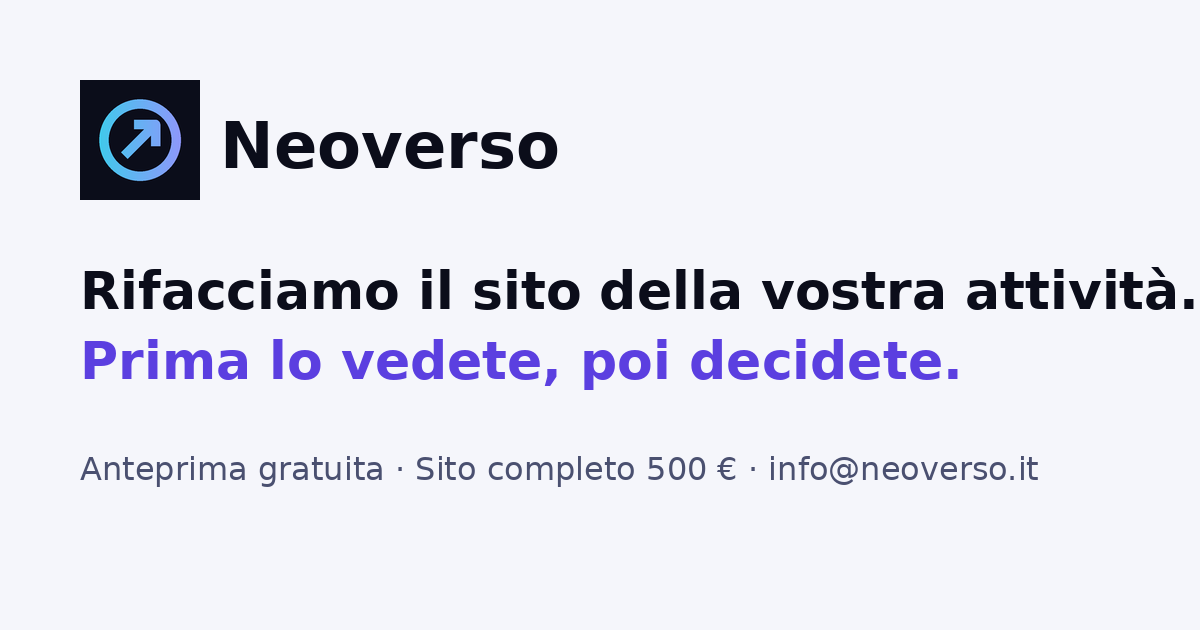 Neoverso
Rifacciamo il sito della vostra attività.
Prima lo vedete, poi decidete.
Anteprima gratuita · Sito completo 500 € · info@neoverso.it